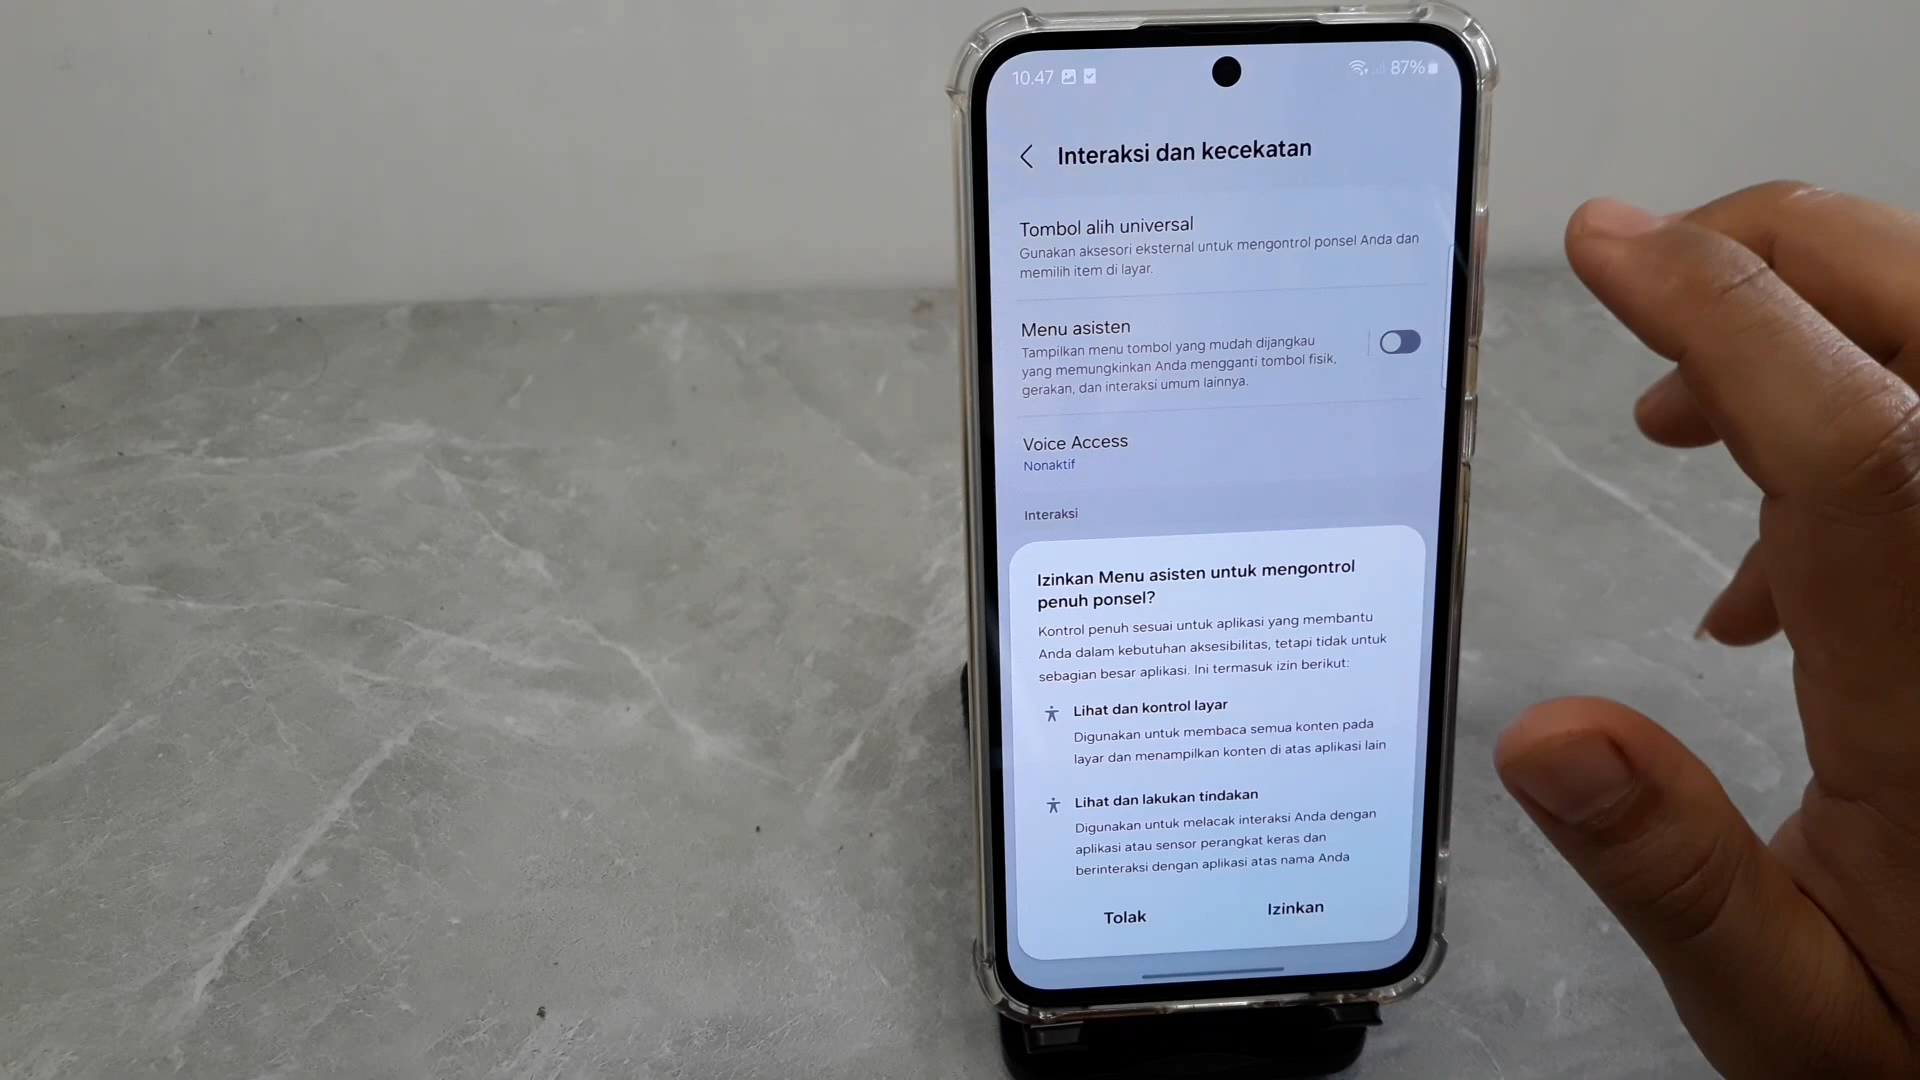 10.47
87%
Interaksi dan kecekatan
Tombol alih universal
Gunakan aksesori eksternal untuk mengontrol ponsel Anda dan
memilih item di layar.
Menu asisten
Tampilkan menu tombol yang mudah dijangkau
yang memungkinkan Anda mengganti tombol fisik,
gerakan, dan interaksi umum lainnya.
Voice Access
Nonaktif
Interaksi
Izinkan Menu asisten untuk mengontrol
penuh ponsel?
Kontrol penuh sesuai untuk aplikasi yang membantu
Anda dalam kebutuhan aksesibilitas, tetapi tidak untuk
sebagian besar aplikasi. Ini termasuk izin berikut:
Lihat dan kontrol layar
Digunakan untuk membaca semua konten pada
layar dan menampilkan konten di atas aplikasi lain
Lihat dan lakukan tindakan
Digunakan untuk melacak interaksi Anda dengan
aplikasi atau sensor perangkat keras dan
berinteraksi dengan aplikasi atas nama Anda
Tolak
Izinkan